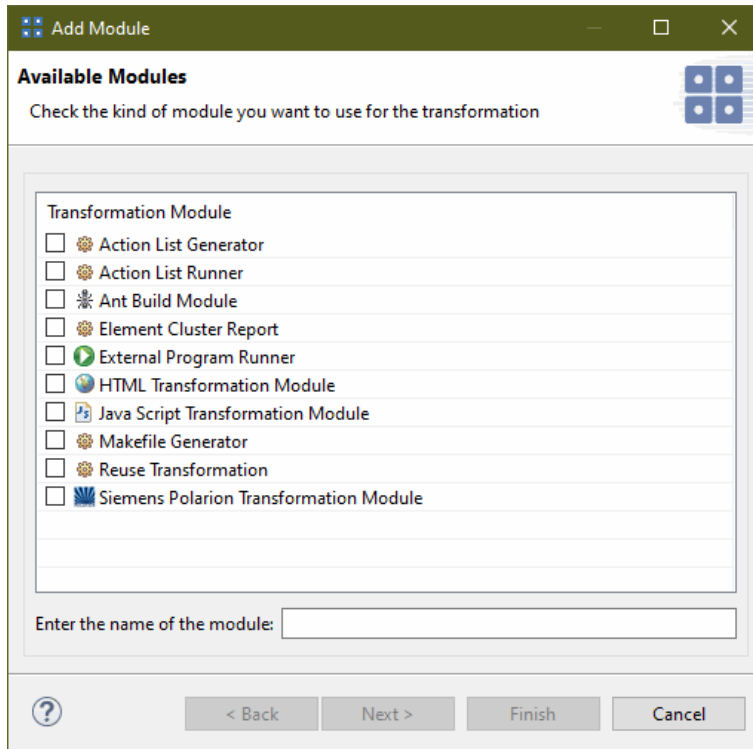 Add Module
Available Modules
Check the kind of module you want to use for the transformation
Transformation Module
Action List Generator
Action List Runner
Ant Build Module
Element Cluster Report
External Program Runner
HTML Transformation Module
Java Script Transformation Module
Makefile Generator
Reuse Transformation
Siemens Polarion Transformation Module
Enter the name of the module:
< Back Next > Finish Cancel